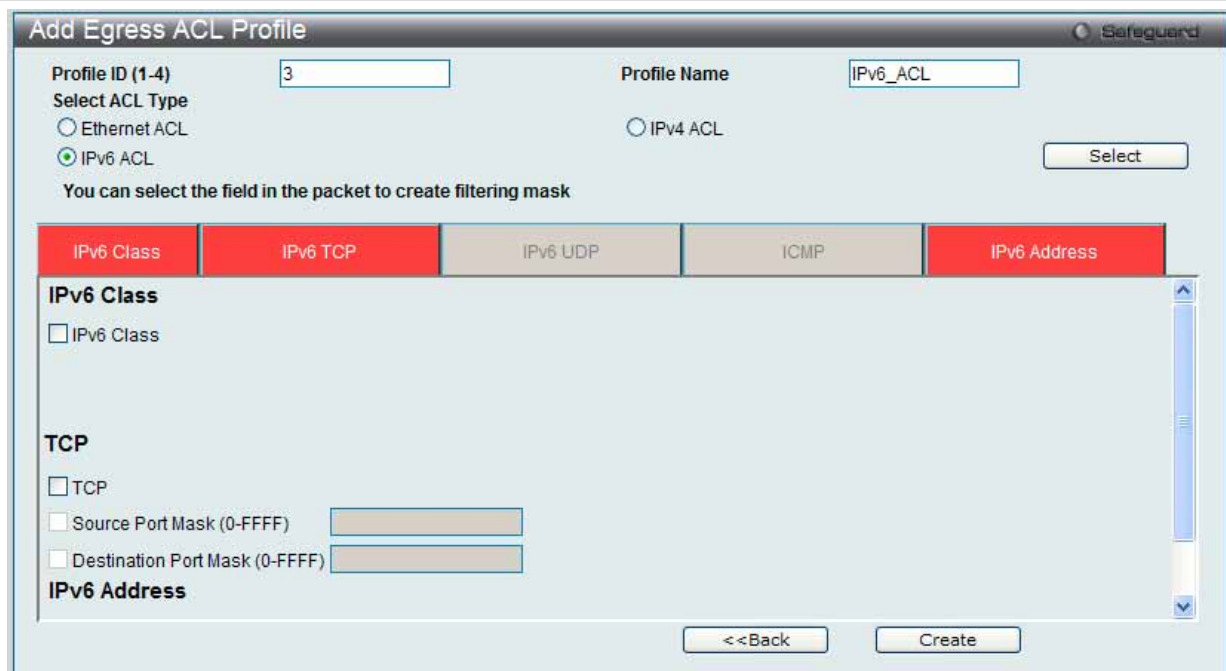 Add Egress ACL Profile
Safeguard
Profile ID (1-4) 3 Profile Name IPv6_ACL
Select ACL Type
Ethernet ACL IPv4 ACL
IPv6 ACL Select
You can select the field in the packet to create filtering mask
IPv6 Class IPv6 TCP IPv6 UDP ICMP IPv6 Address
IPv6 Class
IPv6 Class
TCP
TCP
Source Port Mask (0-FFFF)
Destination Port Mask (0-FFFF)
IPv6 Address
<<Back Create